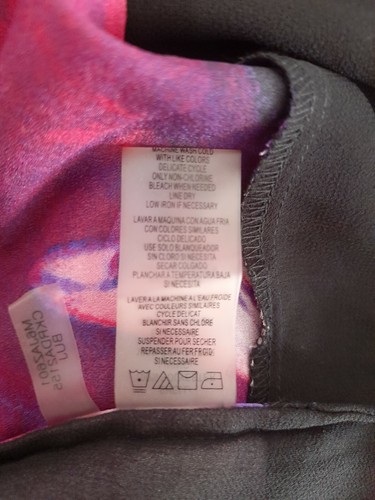 MACHINE WASH COLD
WITH LIKE COLORS
DELICATE CYCLE
ONLY NON-CHLORINE
BLEACH WHEN NEEDED
LINE DRY
LOW IRON IF NECESSARY
LAVAR A MAQUINA CON AGUA FRIA
CON COLORES SIMILARES
CICLO DELICADO
USE SOLO BLANQUEADOR
SIN CLORO SI NECESITA
SECAR COLGADO
PLANCHAR A TEMPERATURA BAJA
SI NECESITA
LAVER A LA MACHINE A L'EAU FROIDE
AVEC COULEURS SIMILAIRES
CYCLE DELICAT
BLANCHIR SANS CHLORE
SI NECESSAIRE
SUSPENDER POUR SECHER
REPASSER AU FER FROID/
SI NECESSAIRE